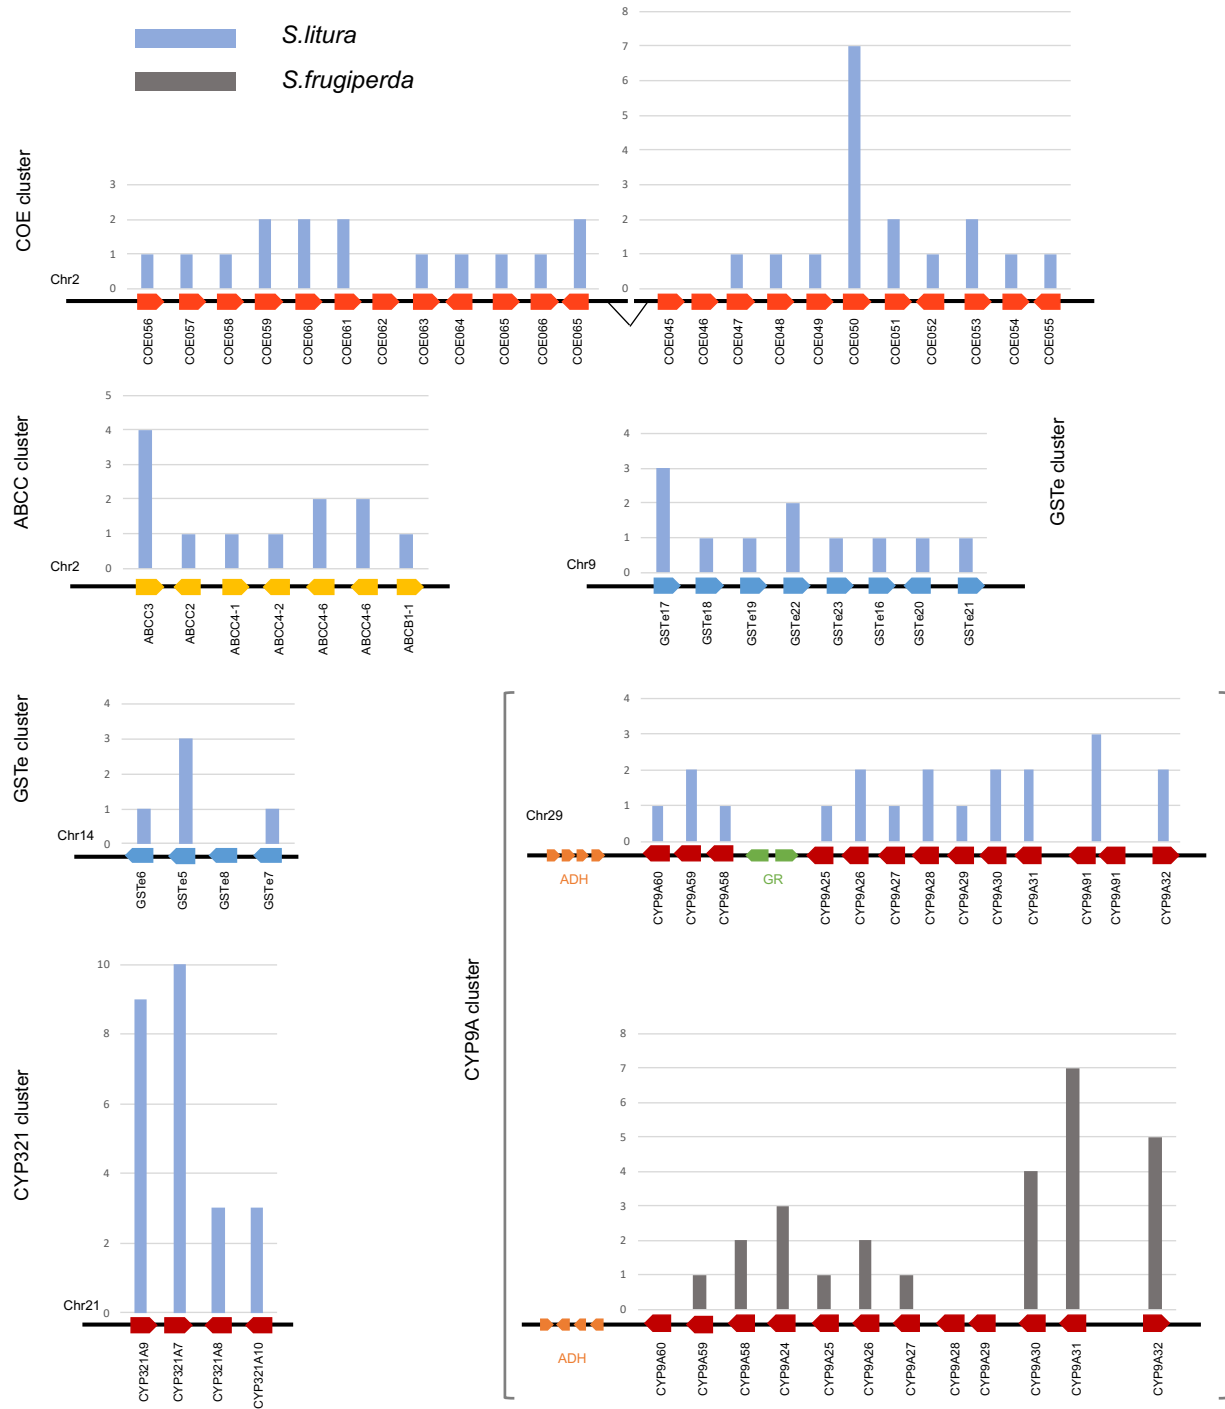 S.litura
S.frugiperda
COE cluster
3
2
1
0
Chr2
COE056
COE057
COE058
COE059
COE060
COE061
COE062
COE063
COE064
COE065
COE066
COE065
8
7
6
5
4
3
2
1
0
COE045
COE046
COE047
COE048
COE049
COE050
COE051
COE052
COE053
COE054
COE055
ABCC cluster
5
4
3
2
1
0
Chr2
ABCC3
ABCC2
ABCC4-1
ABCC4-2
ABCC4-6
ABCC4-6
ABCB1-1
GSTe cluster
4
3
2
1
0
Chr9
GSTe17
GSTe18
GSTe19
GSTe22
GSTe23
GSTe16
GSTe20
GSTe21
GSTe cluster
4
3
2
1
0
Chr14
GSTe6
GSTe5
GSTe8
GSTe7
CYP9A cluster
4
3
2
1
0
Chr29
ADH
CYP9A60
CYP9A59
CYP9A58
GR
CYP9A25
CYP9A26
CYP9A27
CYP9A28
CYP9A29
CYP9A30
CYP9A31
CYP9A91
CYP9A91
CYP9A32
CYP321 cluster
10
8
6
4
2
0
Chr21
CYP321A9
CYP321A7
CYP321A8
CYP321A10
8
7
6
5
4
3
2
1
0
ADH
CYP9A60
CYP9A59
CYP9A58
CYP9A24
CYP9A25
CYP9A26
CYP9A27
CYP9A28
CYP9A29
CYP9A30
CYP9A31
CYP9A32